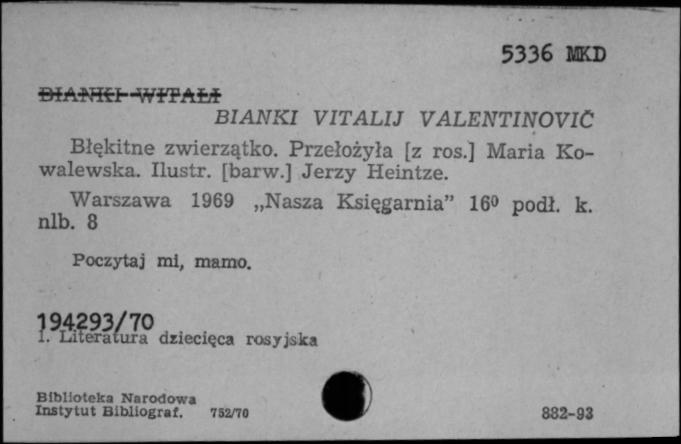 5336 MKD
BIANKI WITALI
BIANKI VITALIJ VALENTINOVIČ
Błękitne zwierzątko. Przełożyła [z ros.] Maria Ko-
walewska. Ilustr. [barw.] Jerzy Heintze.
Warszawa 1969 „Nasza Księgarnia” 16⁰ podł. k.
nlb. 8
Poczytaj mi, mamo.
194293/70
1. Literatura dziecięca rosyjska
Biblioteka Narodowa
Instytut Bibliograf. 752/70
882-93